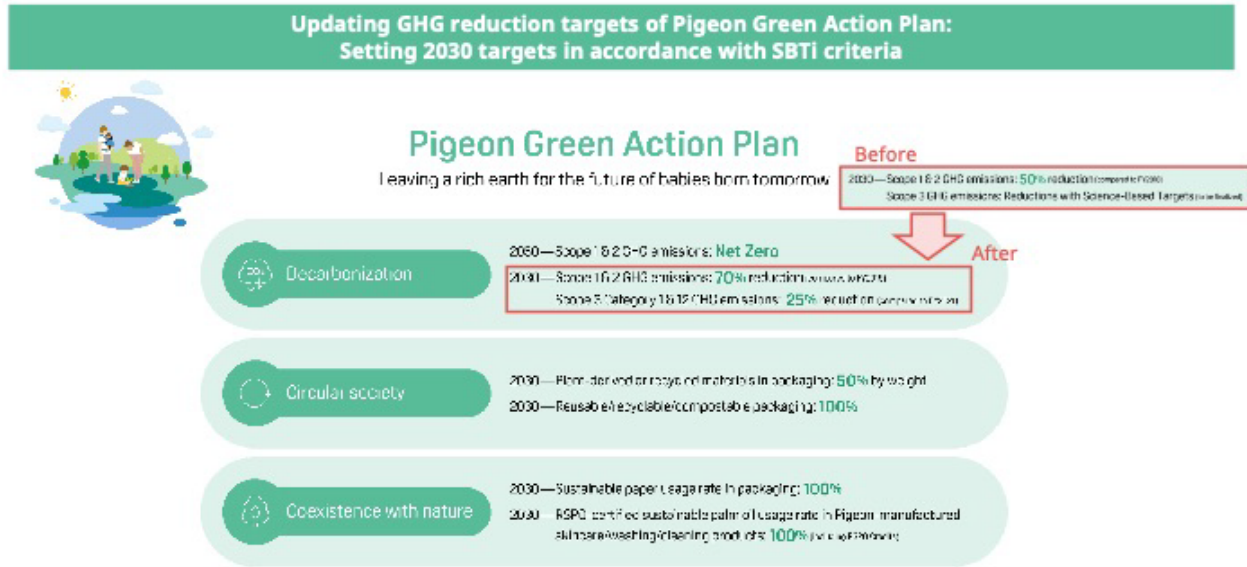 Updating GHG reduction targets of Pigeon Green Action Plan:
Setting 2030 targets in accordance with SBTi criteria
Pigeon Green Action Plan
Leaving a rich earth for the future of babies born tomorrow
Before
2030—Scope 1 & 2 GHG emissions: 50% reduction
Scope 3 GHG emissions: Reductions with Science-Based Targets
After
Decarbonization
2050—Scope 1 & 2 GHG emissions: Net Zero
2030—Scope 1 & 2 GHG emissions: 70% reduction
Scope 3 Category 1 & 12 GHG emissions: 25% reduction
Circular society
2030—Plant-derived or recycled materials in packaging: 50% by weight
2030—Reusable/recyclable/compostable packaging: 100%
Coexistence with nature
2030—Sustainable paper usage rate in packaging: 100%
2030—RSPO-certified sustainable palm oil usage rate in Pigeon-manufactured
skincare/washing/cleaning products: 100%